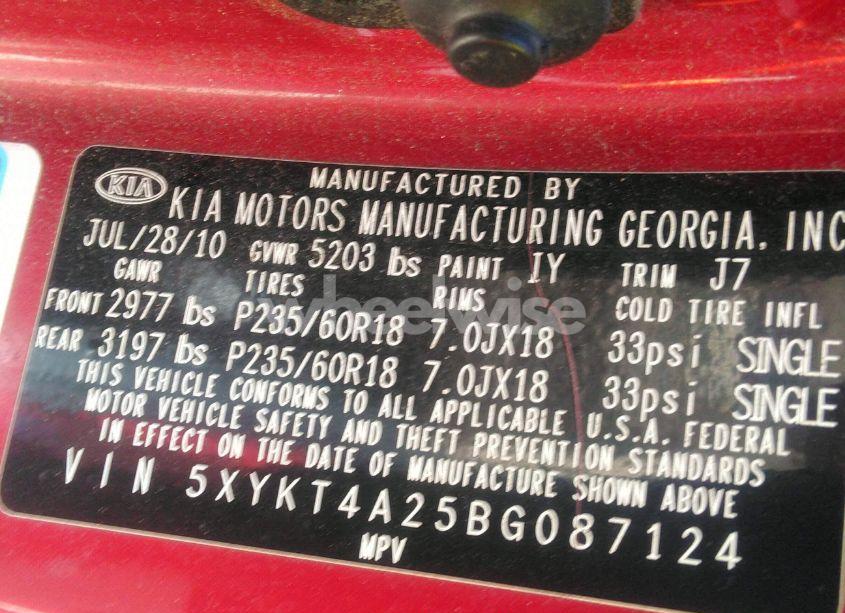 MANUFACTURED BY
KIA KIA MOTORS MANUFACTURING GEORGIA, INC
JUL/28/10 GVWR 5203 lbs PAINT IY TRIM J7
GAWR TIRES RIMS COLD TIRE INFL
FRONT 2977 lbs P235/60R18 7.0JX18 33psi SINGLE
REAR 3197 lbs P235/60R18 7.0JX18 33psi SINGLE
THIS VEHICLE CONFORMS TO ALL APPLICABLE U.S.A. FEDERAL
MOTOR VEHICLE SAFETY AND THEFT PREVENTION STANDARDS
IN EFFECT ON THE DATE OF MANUFACTURE SHOWN ABOVE
VIN 5XYKT4A25BG087124
MPV
wheelwise